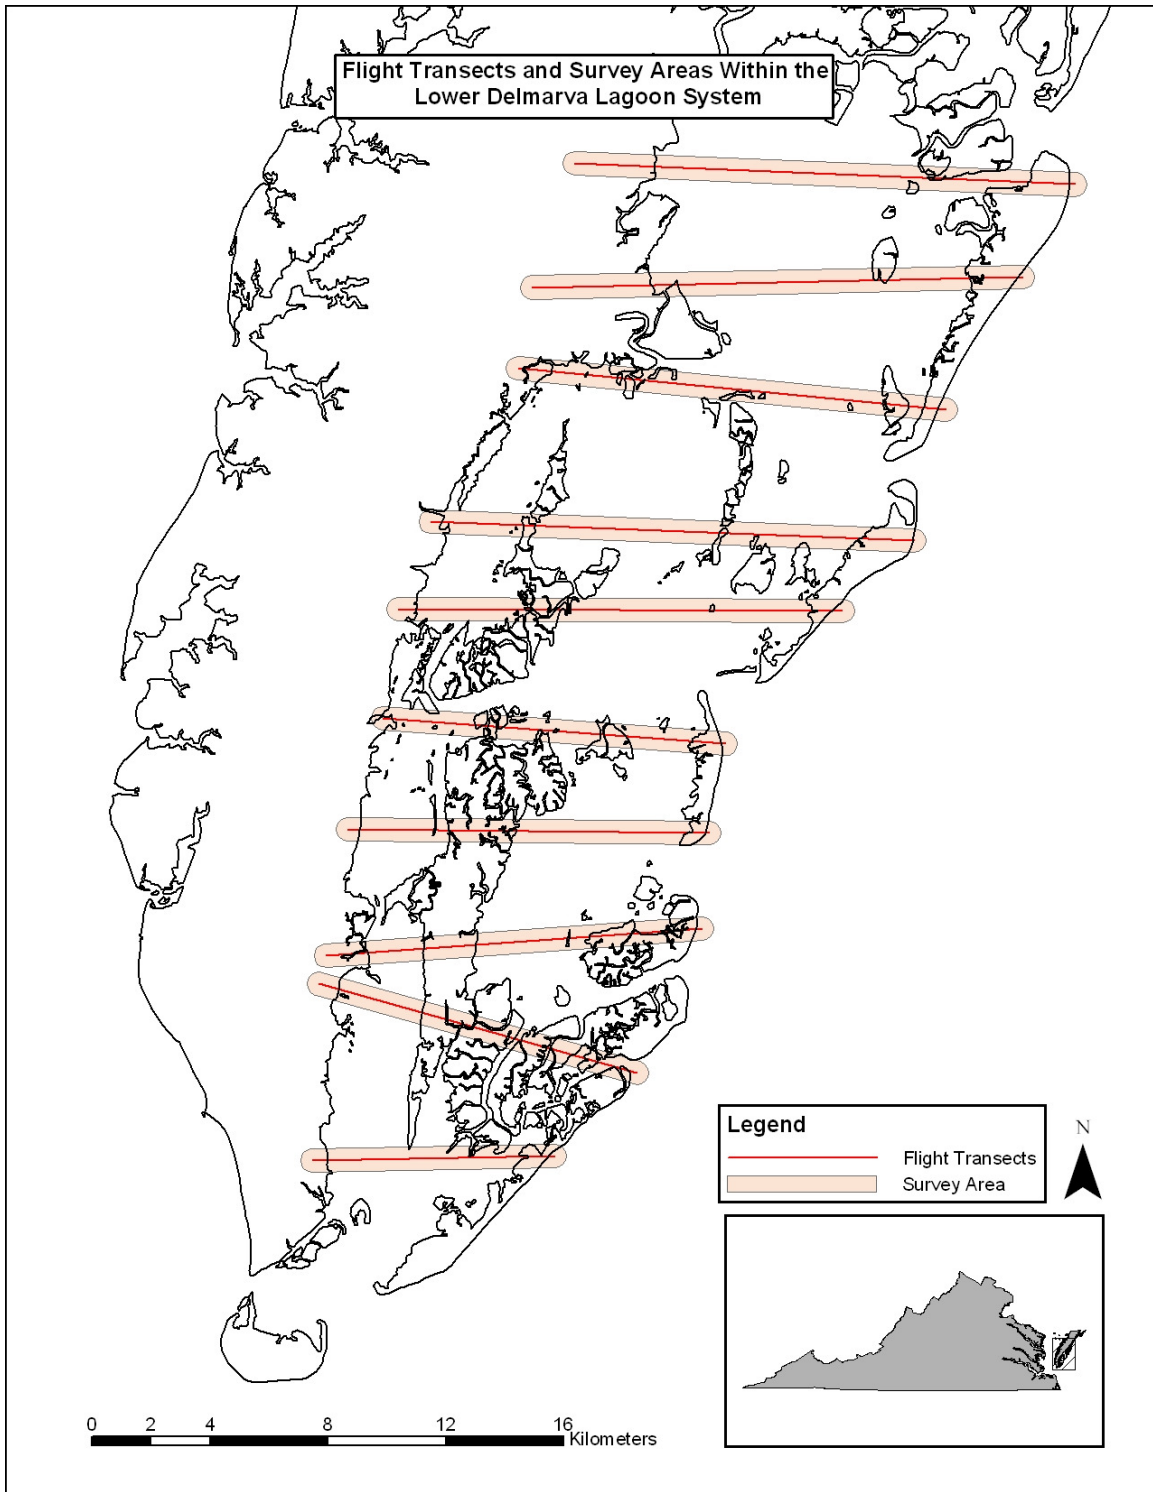 Flight Transects and Survey Areas Within the
Lower Delmarva Lagoon System
Legend
Flight Transects
Survey Area
N
0 2 4 8 12 16
Kilometers